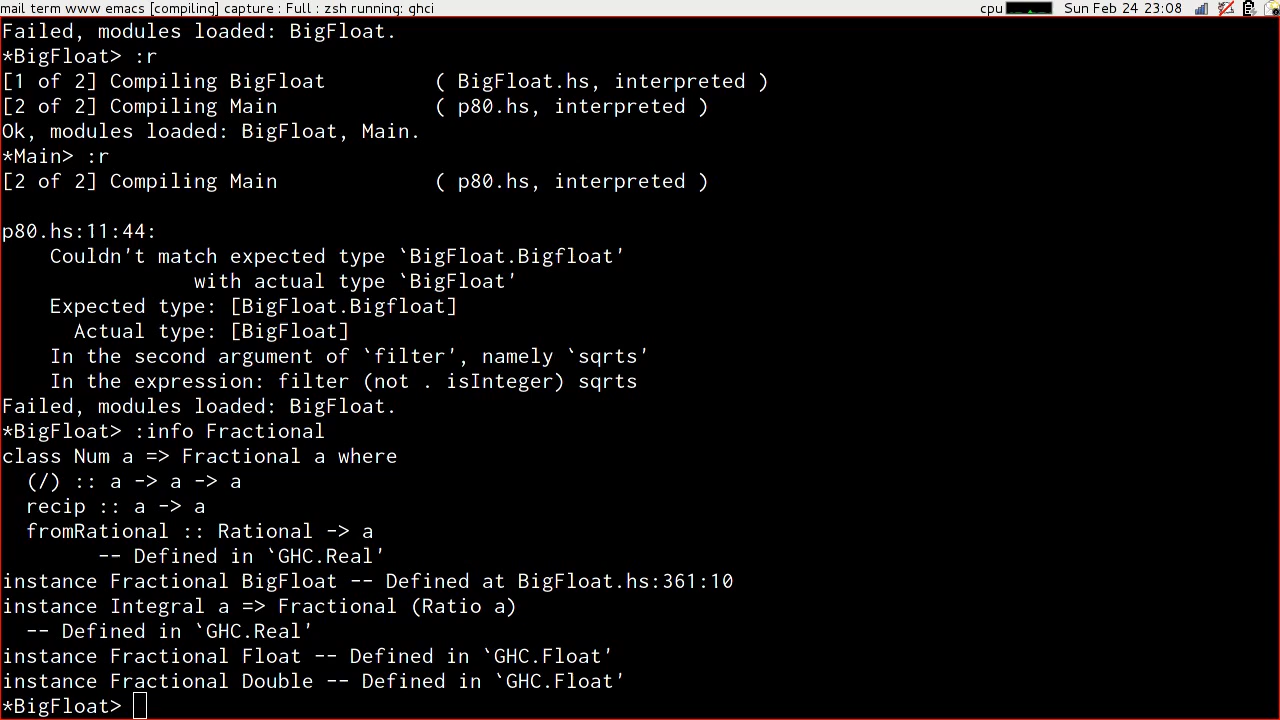 mail term www emacs [compiling] capture : Full : zsh running: ghci cpu Sun Feb 24 23:08
Failed, modules loaded: BigFloat.
*BigFloat> :r
[1 of 2] Compiling BigFloat         ( BigFloat.hs, interpreted )
[2 of 2] Compiling Main             ( p80.hs, interpreted )
Ok, modules loaded: BigFloat, Main.
*Main> :r
[2 of 2] Compiling Main             ( p80.hs, interpreted )
p80.hs:11:44:
    Couldn't match expected type `BigFloat.Bigfloat'
                with actual type `BigFloat'
    Expected type: [BigFloat.Bigfloat]
      Actual type: [BigFloat]
    In the second argument of `filter', namely `sqrts'
    In the expression: filter (not . isInteger) sqrts
Failed, modules loaded: BigFloat.
*BigFloat> :info Fractional
class Num a => Fractional a where
  (/) :: a -> a -> a
  recip :: a -> a
  fromRational :: Rational -> a
        -- Defined in `GHC.Real'
instance Fractional BigFloat -- Defined at BigFloat.hs:361:10
instance Integral a => Fractional (Ratio a)
  -- Defined in `GHC.Real'
instance Fractional Float -- Defined in `GHC.Float'
instance Fractional Double -- Defined in `GHC.Float'
*BigFloat>